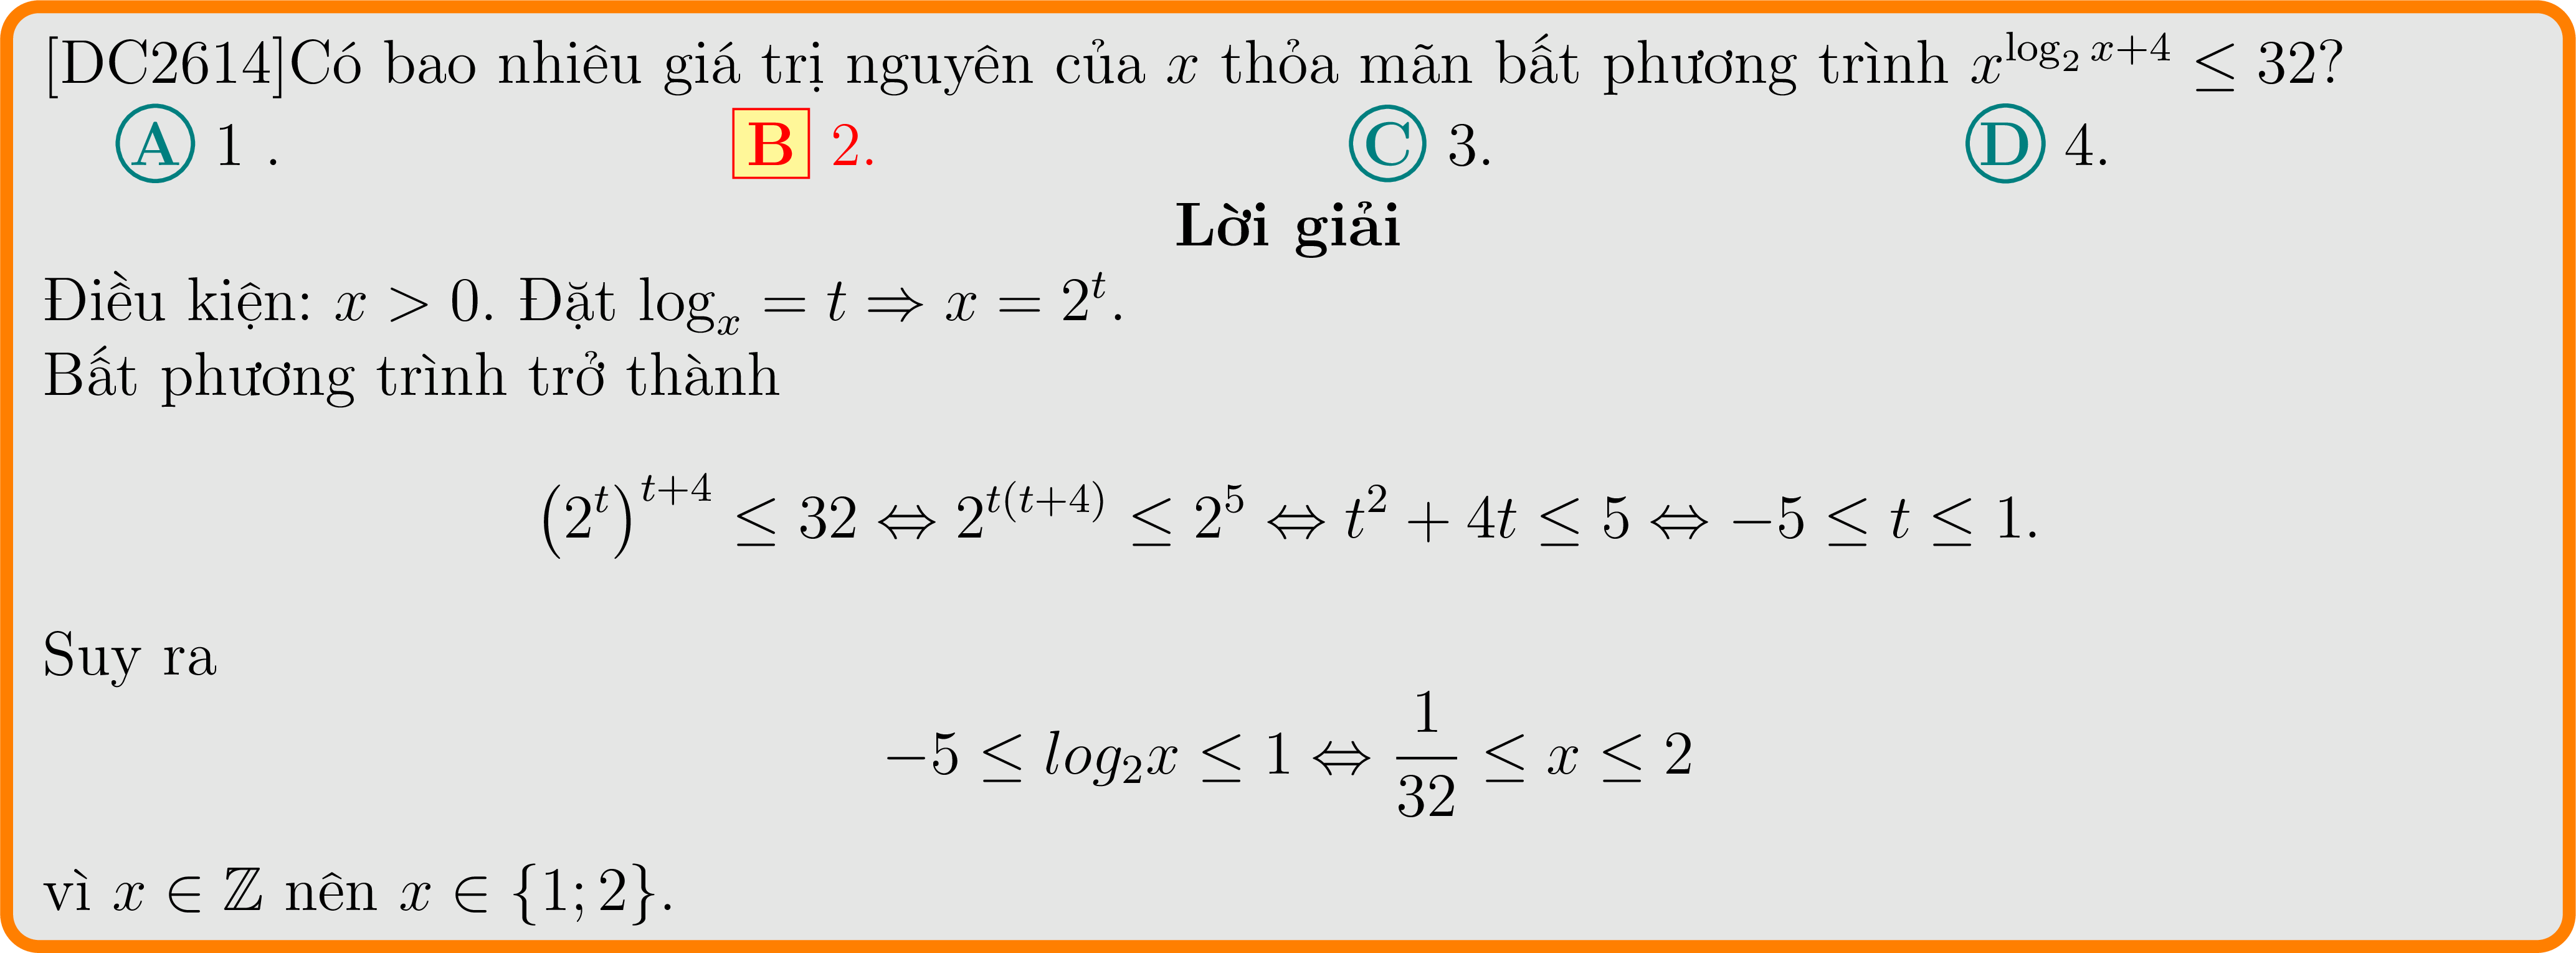 [DC2614]Có bao nhiêu giá trị nguyên của $x$ thỏa mãn bất phương trình $x^{\log_2 x+4} \leq 32$?
A 1 . B 2. C 3. D 4.
Lời giải
Điều kiện: $x > 0$. Đặt $\log_x = t \Rightarrow x = 2^t$.
Bất phương trình trở thành
$(2^t)^{t+4} \leq 32 \Leftrightarrow 2^{t(t+4)} \leq 2^5 \Leftrightarrow t^2 + 4t \leq 5 \Leftrightarrow -5 \leq t \leq 1.$
Suy ra
$-5 \leq log_2 x \leq 1 \Leftrightarrow \frac{1}{32} \leq x \leq 2$
vì $x \in \mathbb{Z}$ nên $x \in \{1; 2\}$.